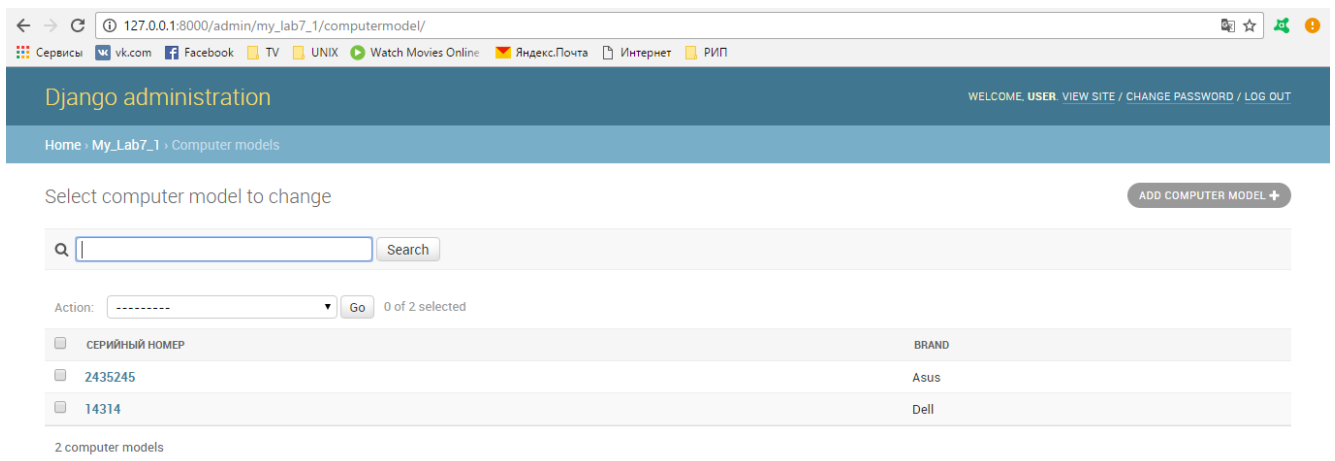 127.0.0.1:8000/admin/my_lab7_1/computermodel/
Сервисы vk.com Facebook TV UNIX Watch Movies Online Яндекс.Почта Интернет РИП
Django administration
WELCOME, USER. VIEW SITE / CHANGE PASSWORD / LOG OUT
Home › My_Lab7_1 › Computer models
Select computer model to change
ADD COMPUTER MODEL +
Search
Action: --------- Go 0 of 2 selected
СЕРИЙНЫЙ НОМЕР BRAND
2435245 Asus
14314 Dell
2 computer models